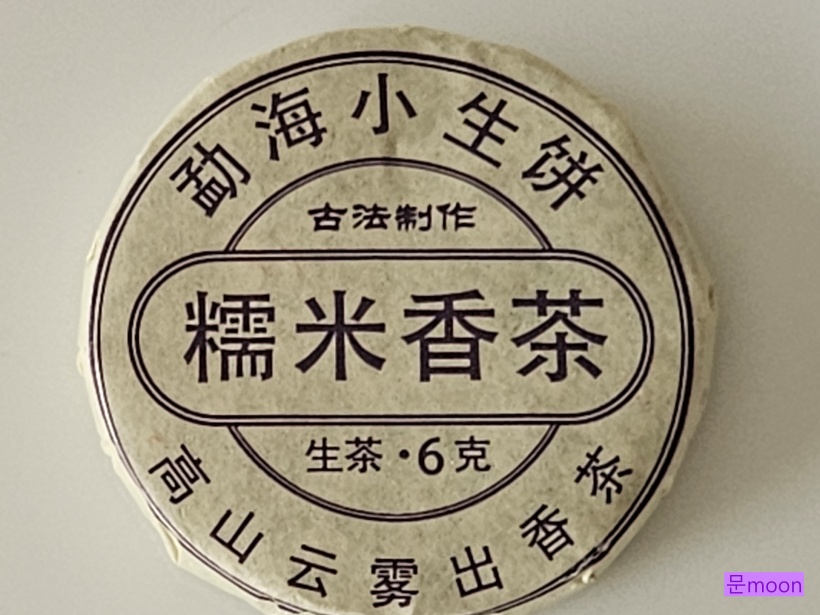 勐海小生饼
古法制作
糯米香茶
生茶·6克
高山云雾出香茶
문moon